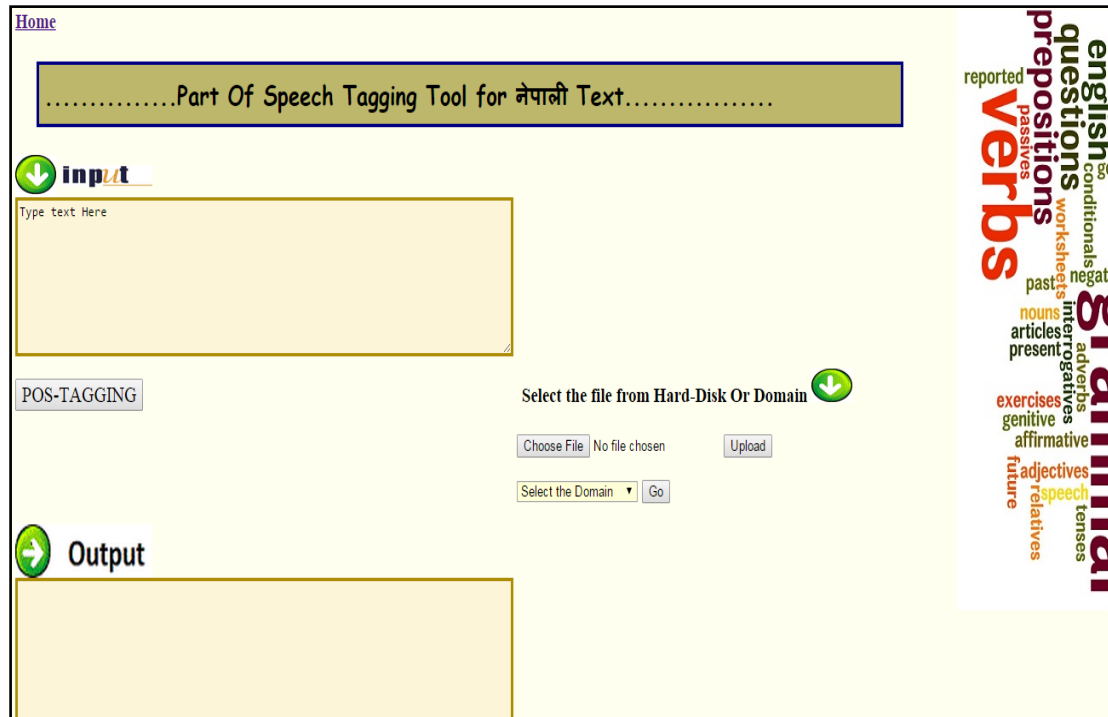 Home
...............Part Of Speech Tagging Tool for नेपाली Text.................
input
Type text Here
POS-TAGGING
Select the file from Hard-Disk Or Domain
Choose File No file chosen Upload
Select the Domain Go
Output
reported
verbs
passives
prepositions
questions
english
conditionals
worksheets
past
nouns
articles
present
interrogatives
adverbs
grammar
exercises
genitive
affirmative
future
adjectives
speech
relatives
tenses